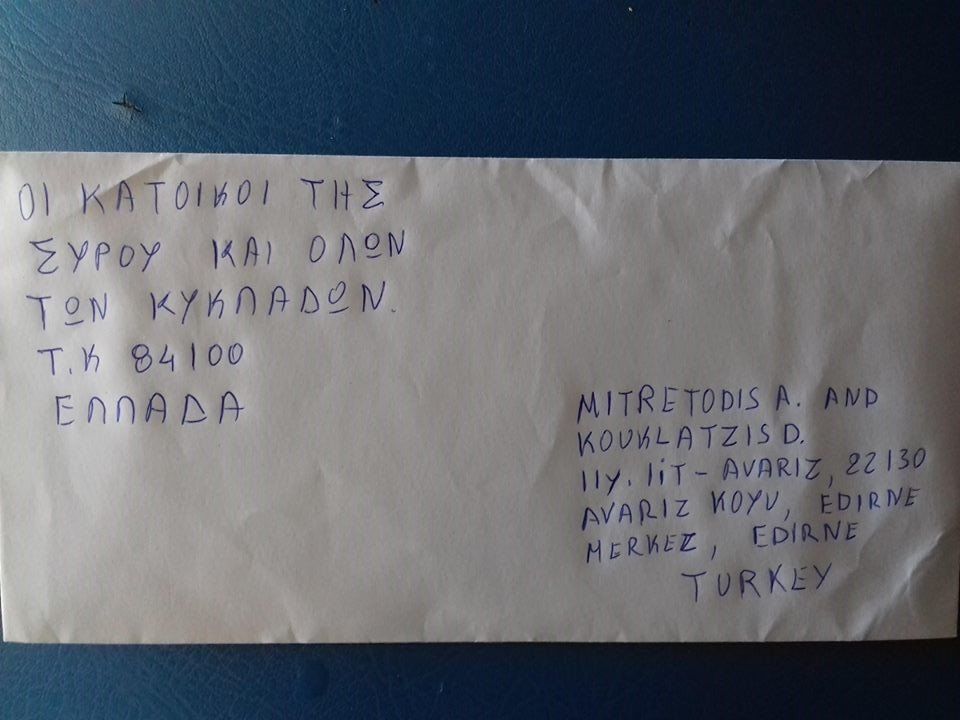 ΟΙ ΚΑΤΟΙΚΟΙ ΤΗΣ
ΣΥΡΟΥ ΚΑΙ ΟΛΩΝ
ΤΩΝ ΚΥΚΛΑΔΩΝ.
Τ.Κ 84100
ΕΛΛΑΔΑ
MITRETODIS A. AND
KOUKLATZIS D.
11y. liT - AVARIZ, 22130
AVARIZ KOYU, EDIRNE
MERKEZ, EDIRNE
TURKEY